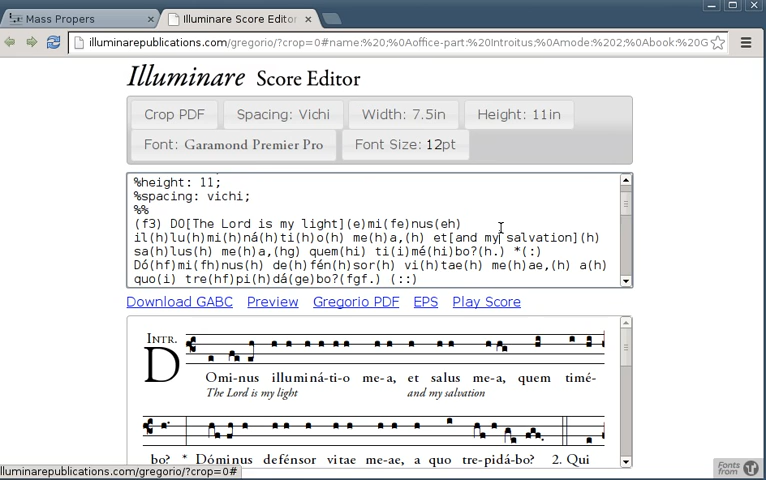 Mass Propers
Illuminare Score Edito
illuminarepublications.com/gregorio/?crop=0#name:%20;%0Aoffice-part:%20Introitus;%0Amode:%202;%0Abook:%20G
Illuminare Score Editor
Crop PDF Spacing: Vichi Width: 7.5in Height: 11in
Font: Garamond Premier Pro Font Size: 12pt
%height: 11;
%spacing: vichi;
%%
(f3) DO[The Lord is my light](e)mi(fe)nus(eh)
il(h)lu(h)mi(h)ná(h)ti(h)o(h) me(h)a,(h) et[and my salvation](h)
sa(h)lus(h) me(h)a,(hg) quem(hi) ti(i)mé(hi)bo?(h.) *(:)
Dó(hf)mi(fh)nus(h) de(h)fén(h)sor(h) vi(h)tae(h) me(h)ae,(h) a(h)
quo(i) tre(hf)pi(h)dá(ge)bo?(fgf.) (::)
Download GABC Preview Gregorio PDF EPS Play Score
Intr.
D
Omi-nus illuminá-ti-o me-a, et salus me-a, quem timé-
The Lord is my light and my salvation
bo? * Dóminus defénsor vitae me-ae, a quo tre-pidá-bo? 2. Qui
lluminarepublications.com/gregorio/?crop=0#
Fonts from